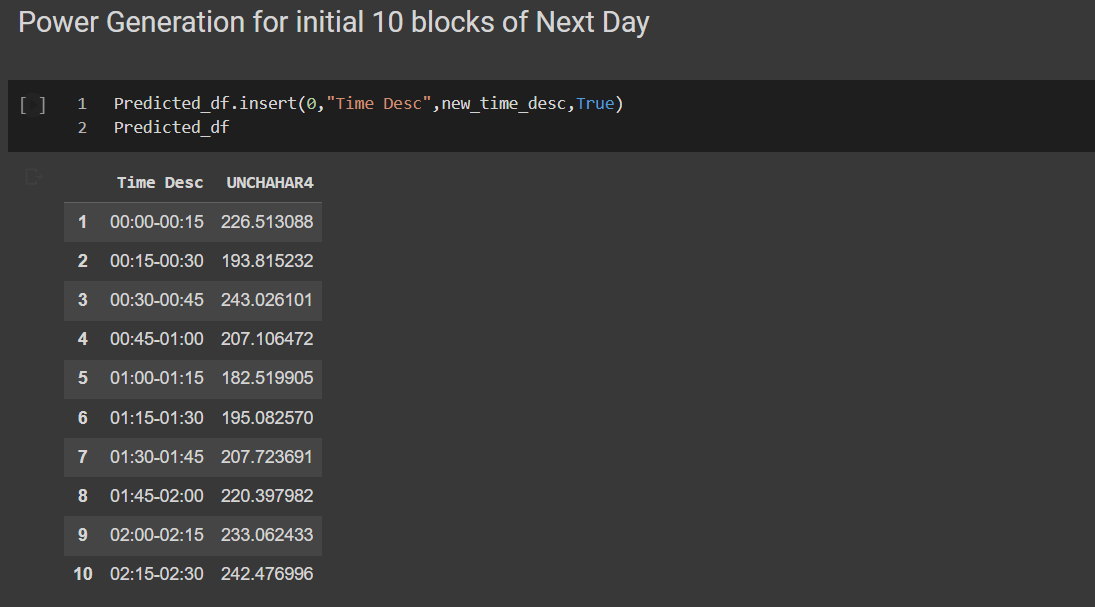 Power Generation for initial 10 blocks of Next Day
[ ] 1 Predicted_df.insert(0,"Time Desc",new_time_desc,True)
2 Predicted_df
Time Desc UNCHAHAR4
1 00:00-00:15 226.513088
2 00:15-00:30 193.815232
3 00:30-00:45 243.026101
4 00:45-01:00 207.106472
5 01:00-01:15 182.519905
6 01:15-01:30 195.082570
7 01:30-01:45 207.723691
8 01:45-02:00 220.397982
9 02:00-02:15 233.062433
10 02:15-02:30 242.476996